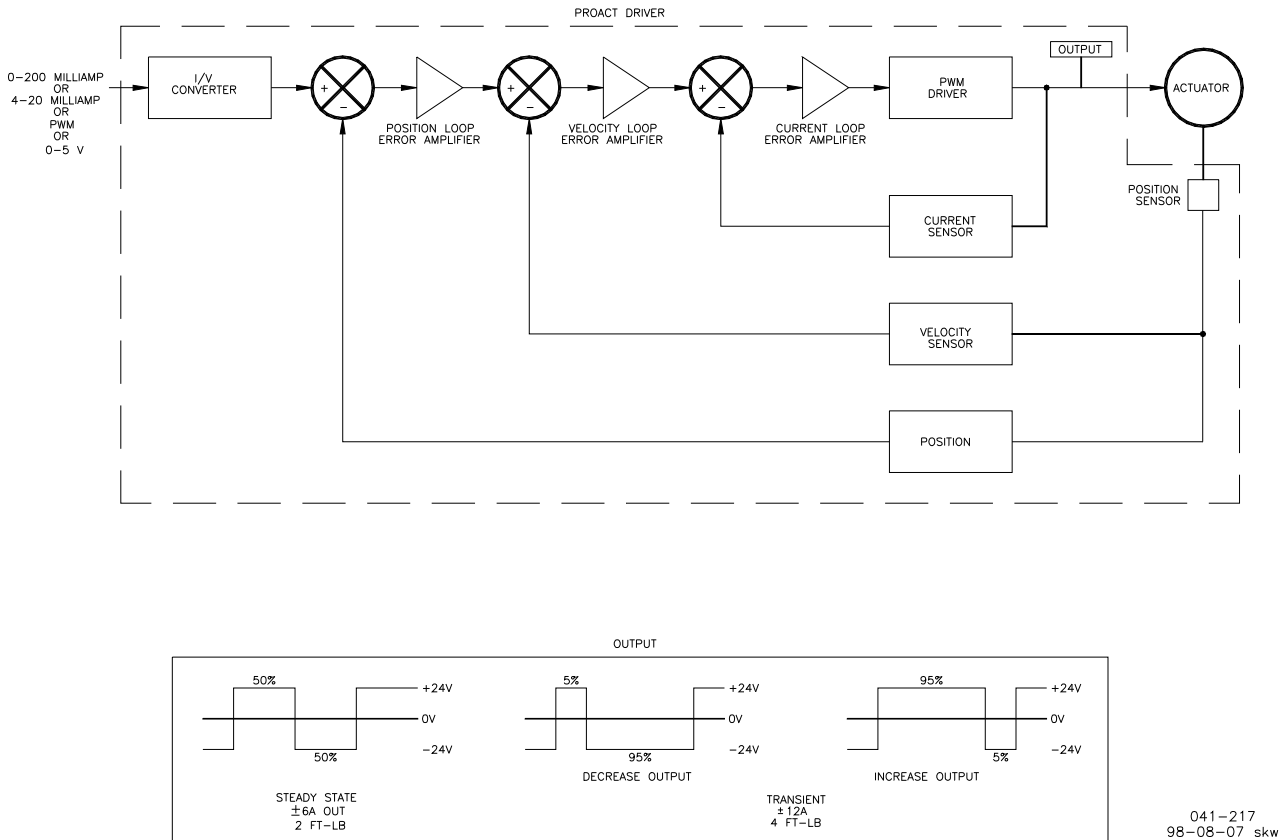 PROACT DRIVER
0-200 MILLIAMP
OR
4-20 MILLIAMP
OR
PWM
OR
0-5 V
I/V
CONVERTER
+
-
POSITION LOOP
ERROR AMPLIFIER
+
-
VELOCITY LOOP
ERROR AMPLIFIER
+
-
CURRENT LOOP
ERROR AMPLIFIER
PWM
DRIVER
OUTPUT
ACTUATOR
POSITION
SENSOR
CURRENT
SENSOR
VELOCITY
SENSOR
POSITION
OUTPUT
50%
+24V
0V
-24V
50%
STEADY STATE
±6A OUT
2 FT-LB
5%
+24V
0V
-24V
95%
DECREASE OUTPUT
95%
+24V
0V
-24V
5%
INCREASE OUTPUT
TRANSIENT
±12A
4 FT-LB
041-217
98-08-07 skw